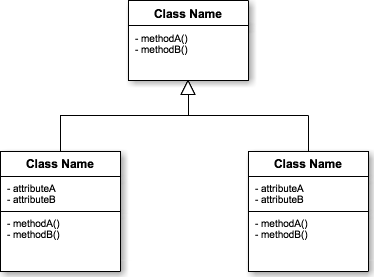 Class Name
- methodA()
- methodB()
Class Name
- attributeA
- attributeB
- methodA()
- methodB()
Class Name
- attributeA
- attributeB
- methodA()
- methodB()